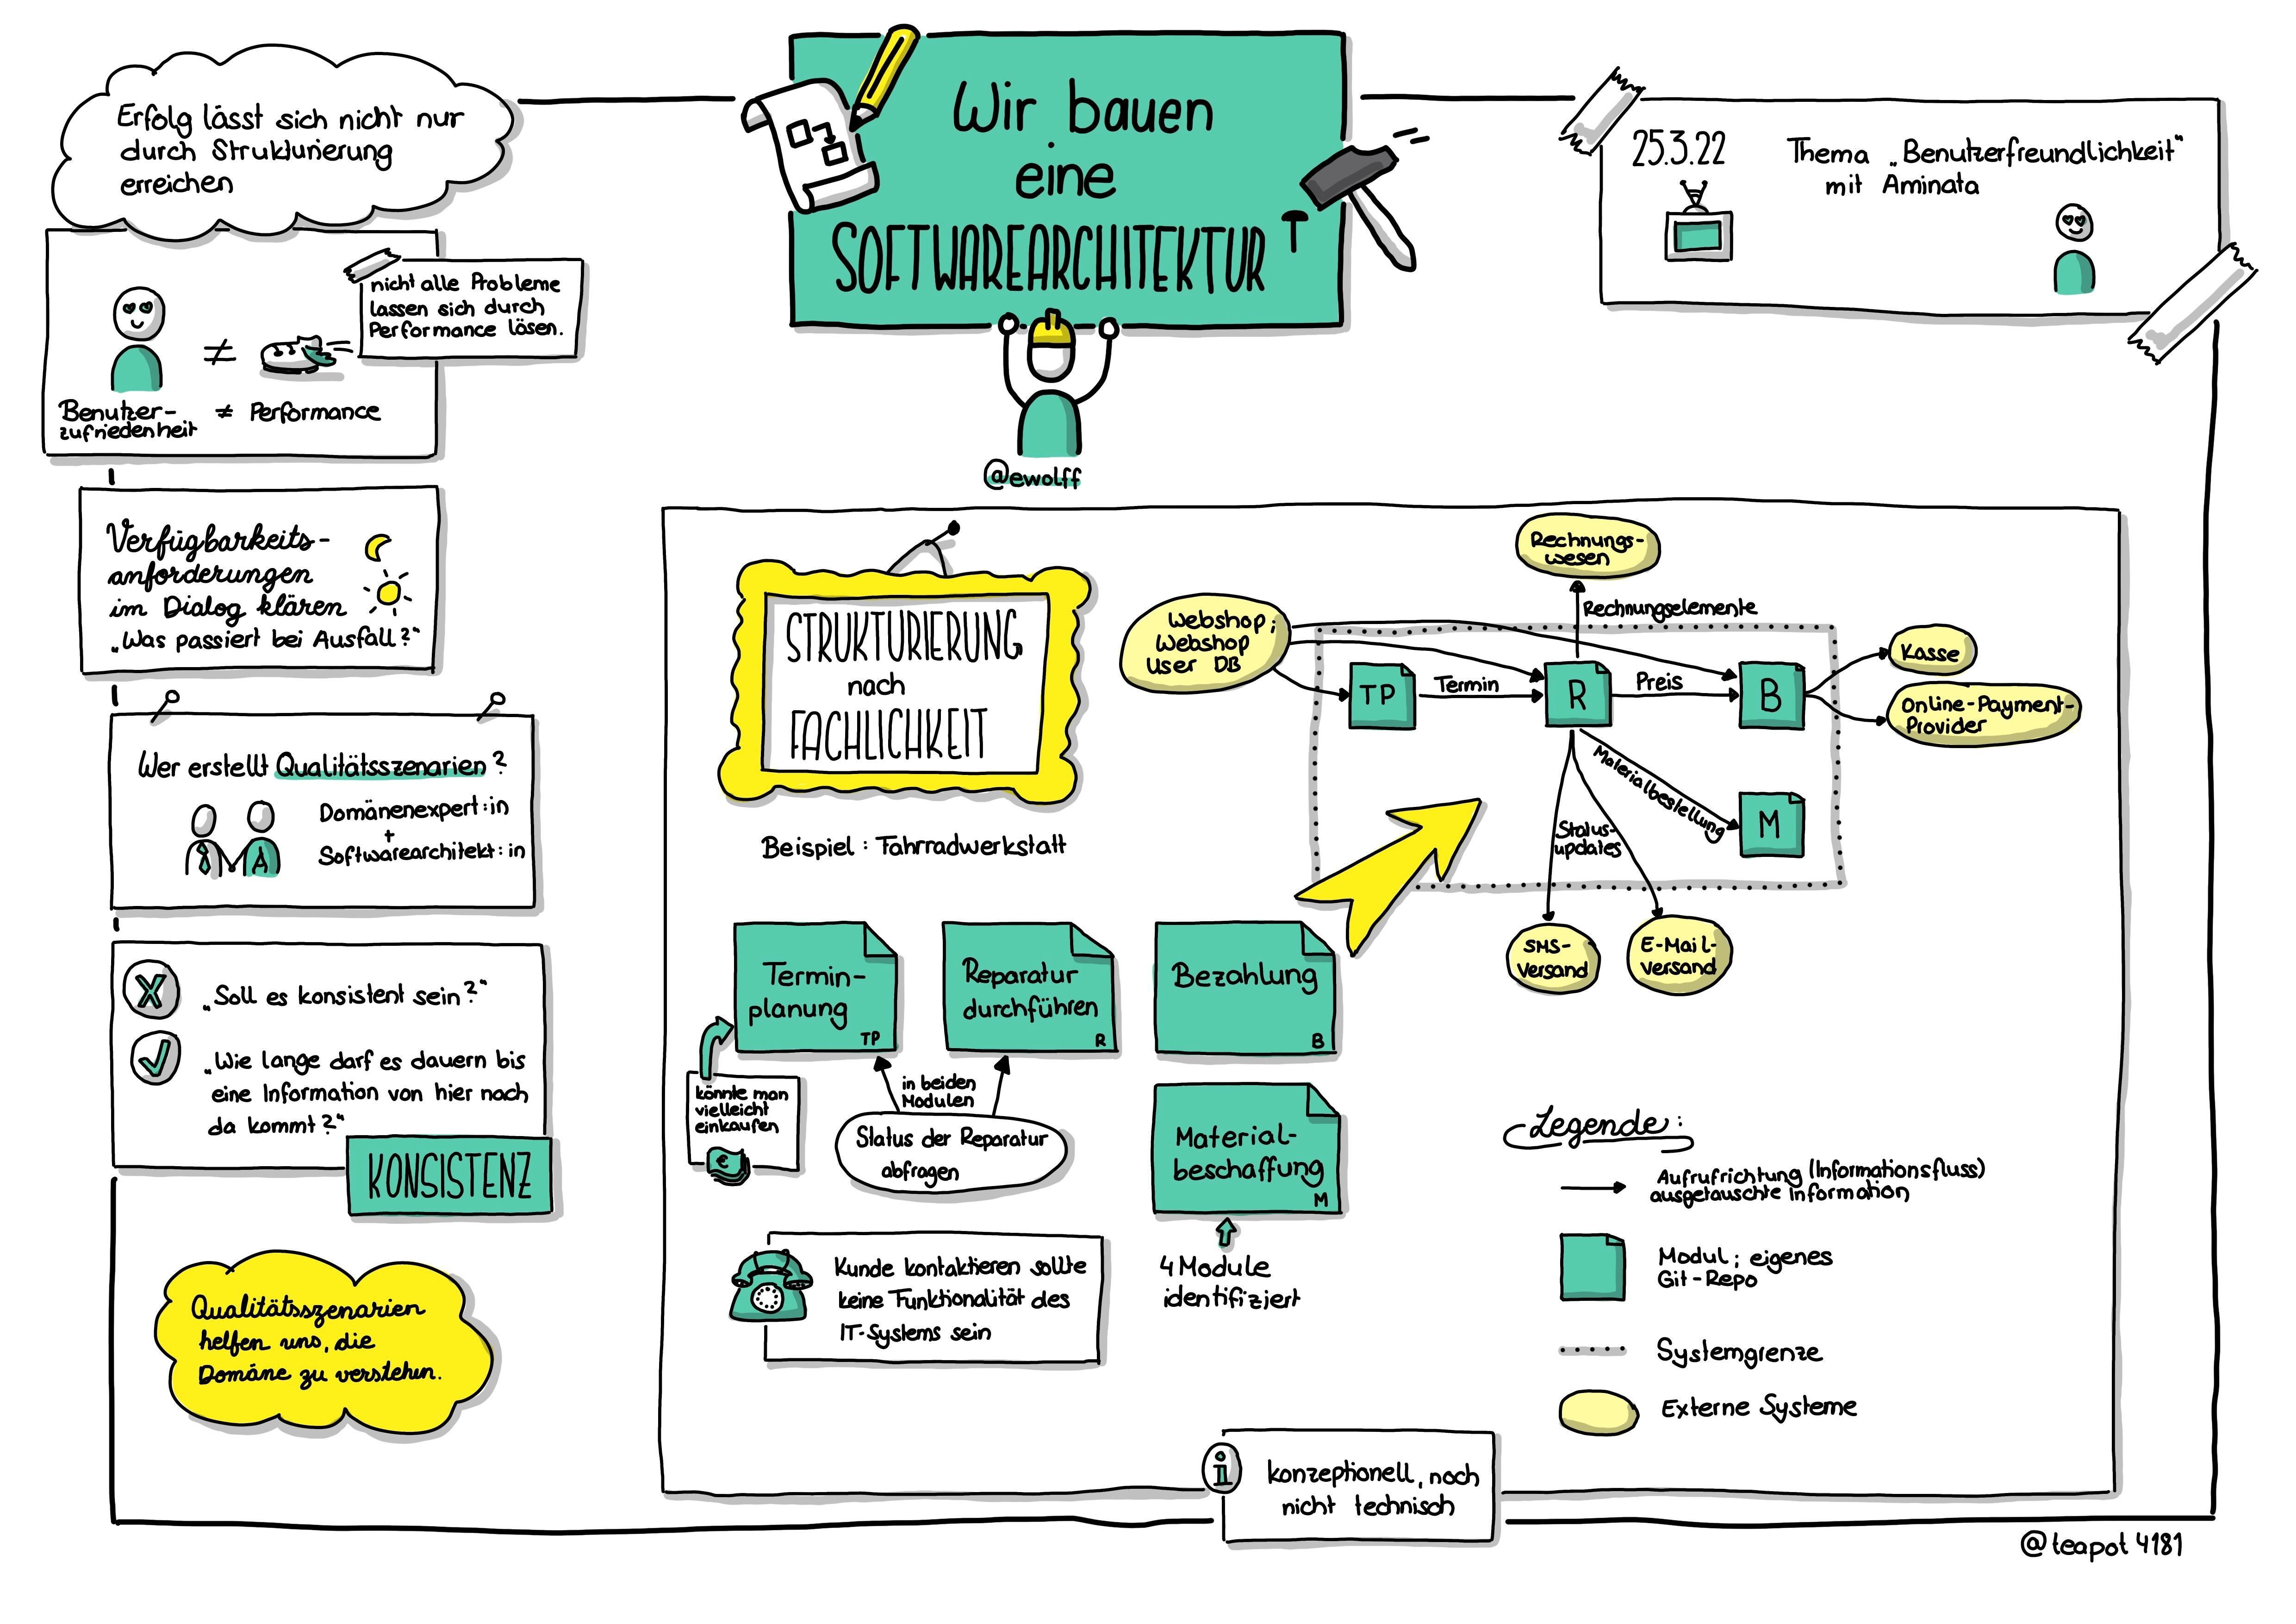 Erfolg lässt sich nicht nur
durch Strukturierung
erreichen
nicht alle Probleme
lassen sich durch
Performance lösen.
≠
Benutzer-
zufriedenheit
≠ Performance
Verfügbarkeits-
anforderungen
im Dialog klären
„Was passiert bei Ausfall?“
Wer erstellt Qualitätsszenarien?
Domänenexpert:in
+
Softwarearchitekt:in
A
X
„Soll es konsistent sein?“
„Wie lange darf es dauern bis
eine Information von hier nach
da kommt?“
KONSISTENZ
Qualitätsszenarien
helfen uns, die
Domäne zu verstehen.
Wir bauen
eine
SOFTWAREARCHITEKTUR
@ewolff
25.3.22
Thema „Benutzerfreundlichkeit“
mit Aminata
STRUKTURIERUNG
nach
FACHLICHKEIT
Beispiel: Fahrradwerkstatt
Termin-
planung
TP
Reparatur
durchführen
R
Bezahlung
B
könnte man
vielleicht
einkaufen
€
in beiden
Modulen
Status der Reparatur
abfragen
Material-
beschaffung
M
4 Module
identifiziert
Kunde kontaktieren sollte
keine Funktionalität des
IT-Systems sein
Rechnungs-
wesen
Rechnungselemente
Webshop;
Webshop
User DB
TP
Termin
R
Preis
B
Kasse
Online-Payment-
Provider
Materialbestellung
M
Status-
updates
SMS-
versand
E-Mail-
versand
Legende:
Aufrufrichtung (Informationsfluss)
ausgetauschte Information
Modul; eigenes
Git-Repo
Systemgrenze
Externe Systeme
i
konzeptionell, noch
nicht technisch
@teapot4181